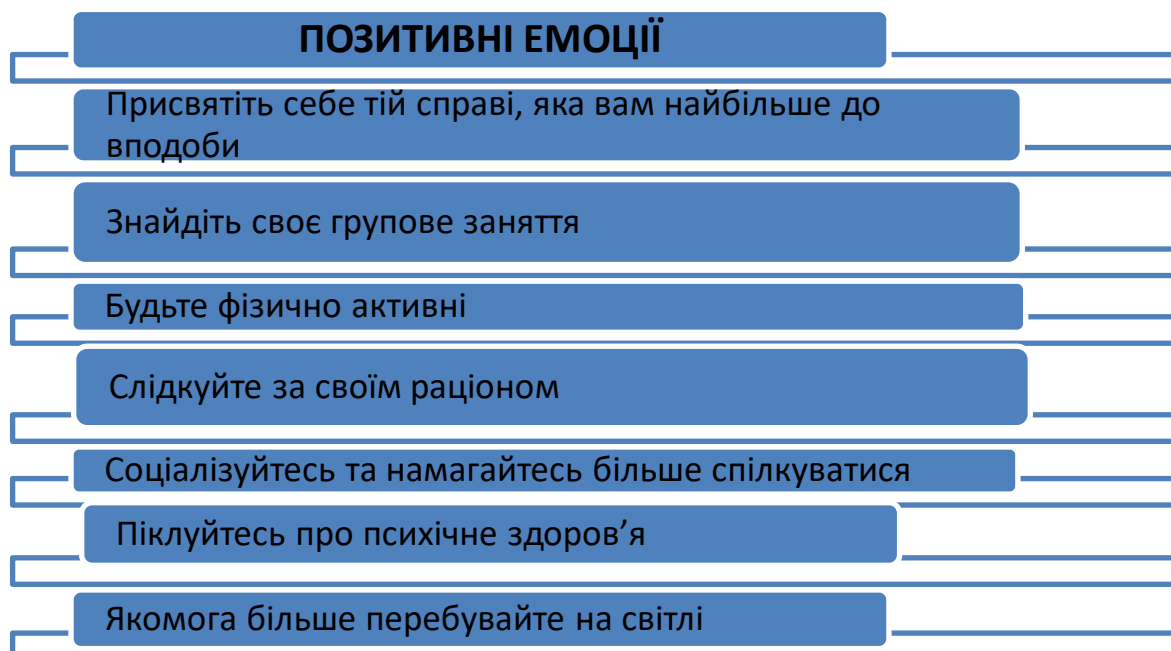 ПОЗИТИВНІ ЕМОЦІЇ
Присвятіть себе тій справі, яка вам найбільше до
вподоби
Знайдіть своє групове заняття
Будьте фізично активні
Слідкуйте за своїм раціоном
Соціалізуйтесь та намагайтесь більше спілкуватися
Піклуйтесь про психічне здоров’я
Якомога більше перебувайте на світлі